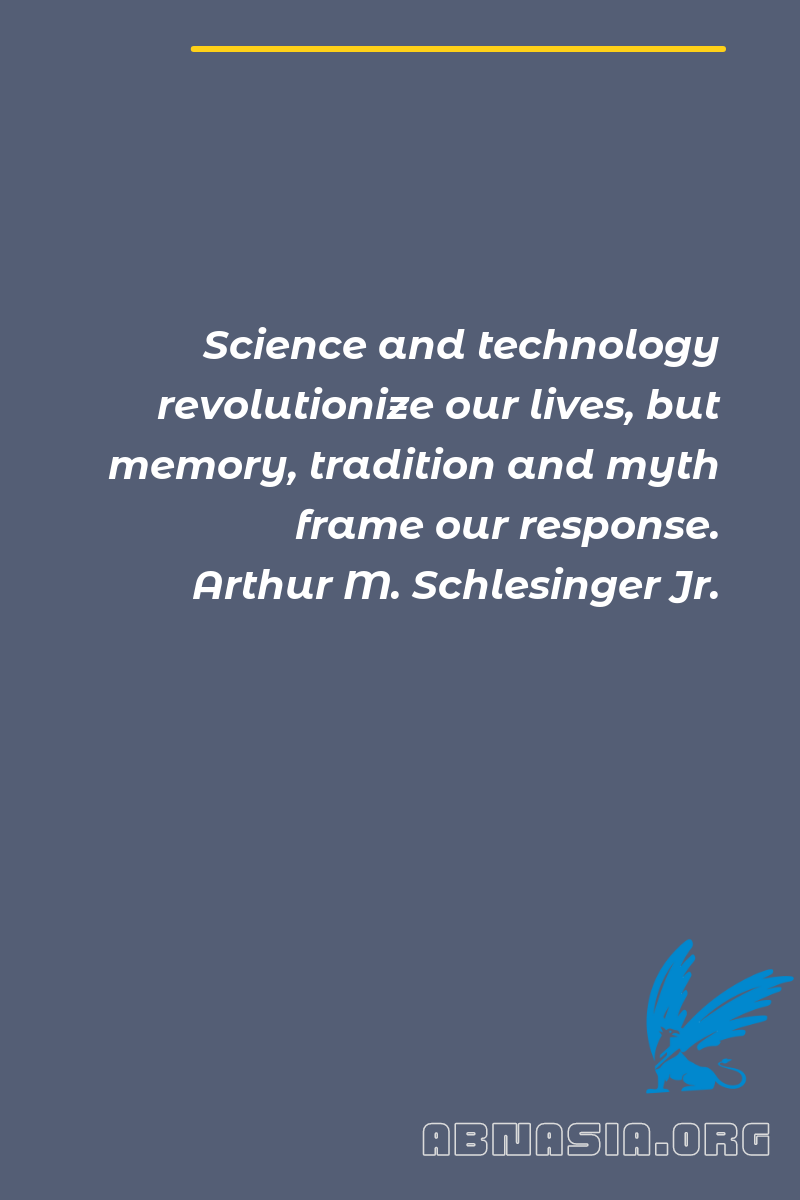 Science and technology
revolutionize our lives, but
memory, tradition and myth
frame our response.
Arthur M. Schlesinger Jr.
ABNASIA.ORG